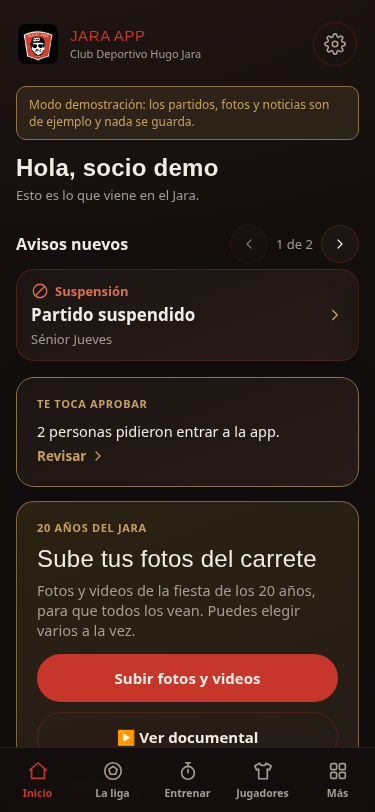 JARA APP
Club Deportivo Hugo Jara
Modo demostración: los partidos, fotos y noticias son
de ejemplo y nada se guarda.
Hola, socio demo
Esto es lo que viene en el Jara.
Avisos nuevos
1 de 2
Suspensión
Partido suspendido
Sénior Jueves
TE TOCA APROBAR
2 personas pidieron entrar a la app.
Revisar
20 AÑOS DEL JARA
Sube tus fotos del carrete
Fotos y videos de la fiesta de los 20 años,
para que todos los vean. Puedes elegir
varios a la vez.
Subir fotos y videos
Ver documental
Inicio
La liga
Entrenar
Jugadores
Más